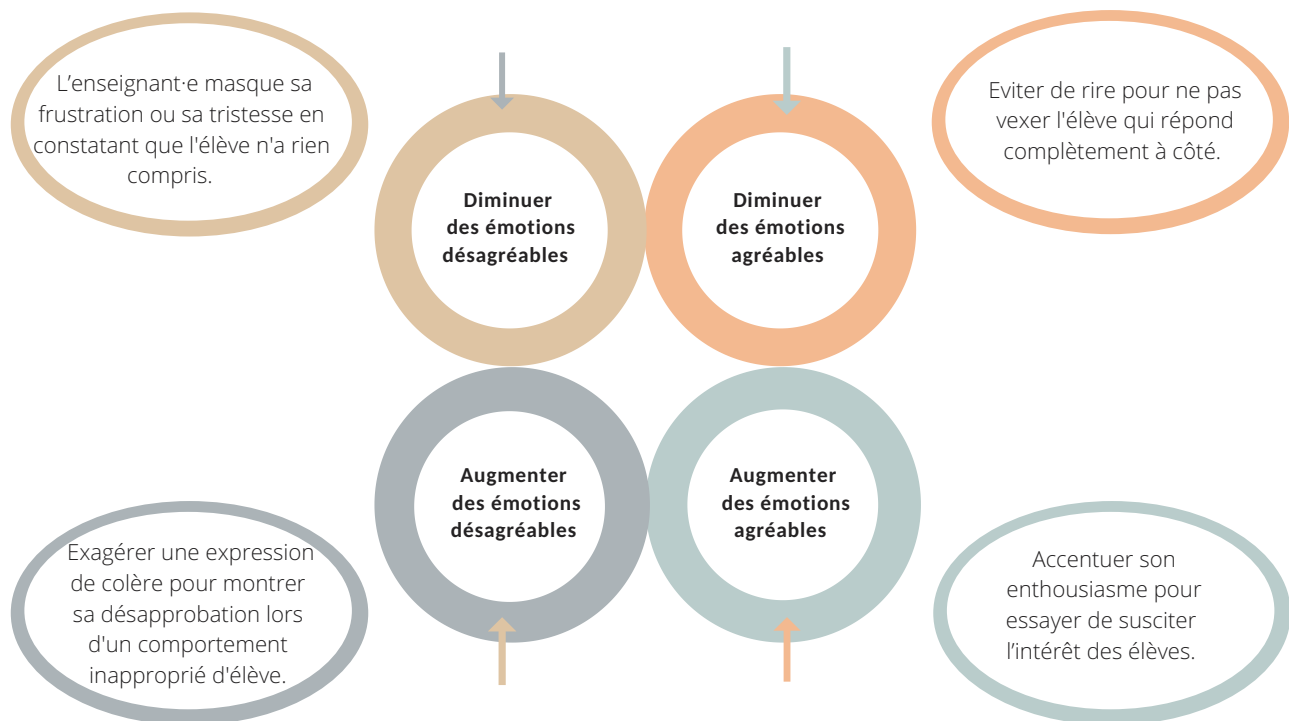 L’enseignant·e masque sa
frustration ou sa tristesse en
constatant que l'élève n'a rien
compris.
Eviter de rire pour ne pas
vexer l'élève qui répond
complètement à côté.
Diminuer
des émotions
désagréables
Diminuer
des émotions
agréables
Augmenter
des émotions
désagréables
Augmenter
des émotions
agréables
Exagérer une expression
de colère pour montrer
sa désapprobation lors
d'un comportement
inapproprié d'élève.
Accentuer son
enthousiasme pour
essayer de susciter
l’intérêt des élèves.